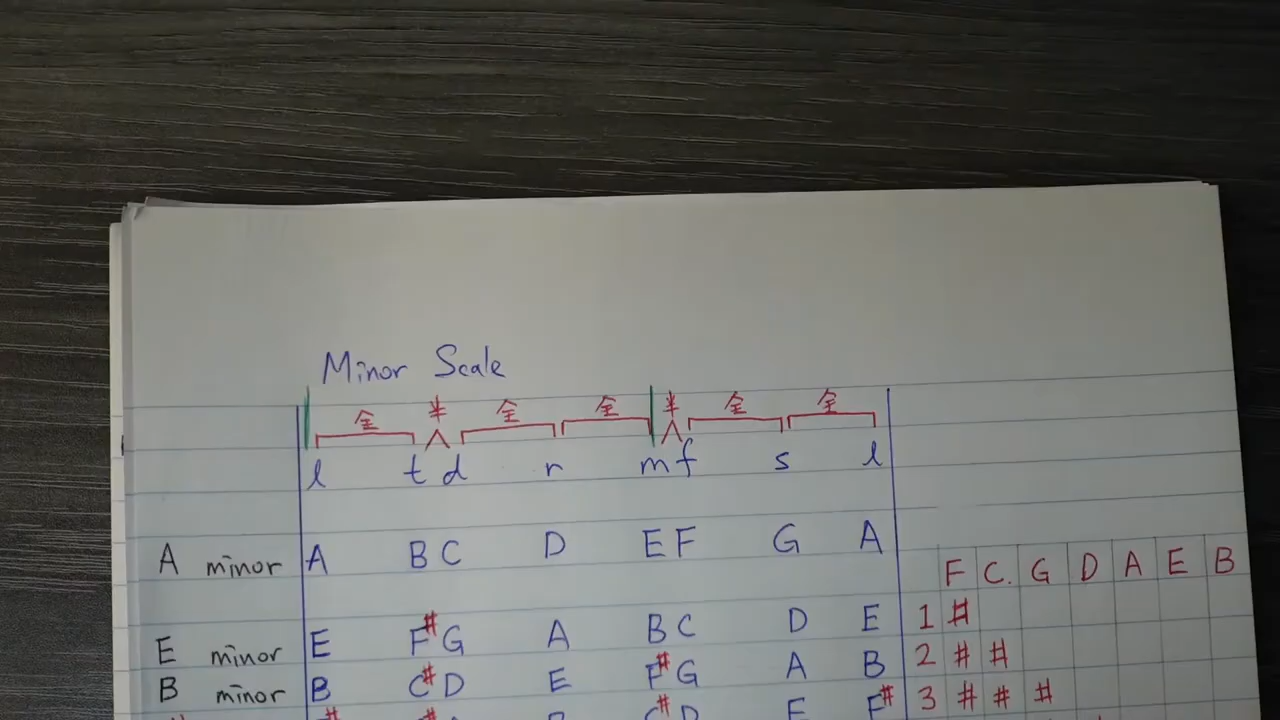 Minor Scale
全 半 全 全 半 全 全
l t d r m f s l
A minor A B C D E F G A
F C. G D A E B
E minor E F# G A B C D E 1 #
B minor B C# D E F# G A B 2 # #
3 # # #